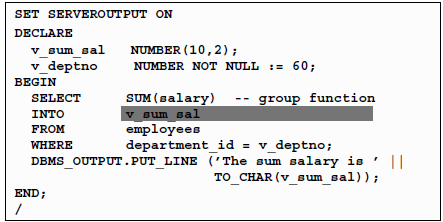 SET SERVEROUTPUT ON
DECLARE
v_sum_sal NUMBER(10,2);
v_deptno NUMBER NOT NULL := 60;
BEGIN
SELECT SUM(salary) -- group function
INTO v_sum_sal
FROM employees
WHERE department_id = v_deptno;
DBMS_OUTPUT.PUT_LINE (’The sum salary is ’ ||
TO_CHAR(v_sum_sal));
END;
/